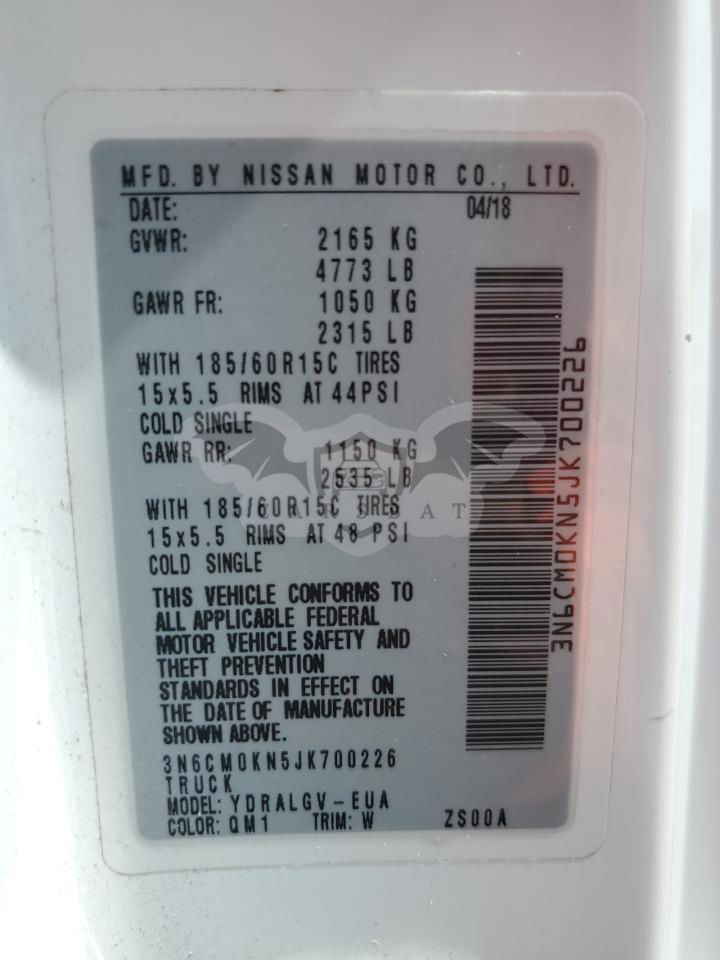 MFD. BY NISSAN MOTOR CO., LTD.
DATE: 04/18
GVWR: 2165 KG
4773 LB
GAWR FR: 1050 KG
2315 LB
WITH 185/60R15C TIRES
15x5.5 RIMS AT 44PSI
COLD SINGLE
GAWR RR: 1150 KG
2535 LB
WITH 185/60R15C TIRES
15x5.5 RIMS AT 48 PSI
COLD SINGLE
THIS VEHICLE CONFORMS TO
ALL APPLICABLE FEDERAL
MOTOR VEHICLE SAFETY AND
THEFT PREVENTION
STANDARDS IN EFFECT ON
THE DATE OF MANUFACTURE
SHOWN ABOVE.
3N6CM0KN5JK700226
TRUCK
MODEL: YDRALGV-EUA
COLOR: QM1 TRIM: W ZS00A
3N6CM0KN5JK700226
CARSBAT